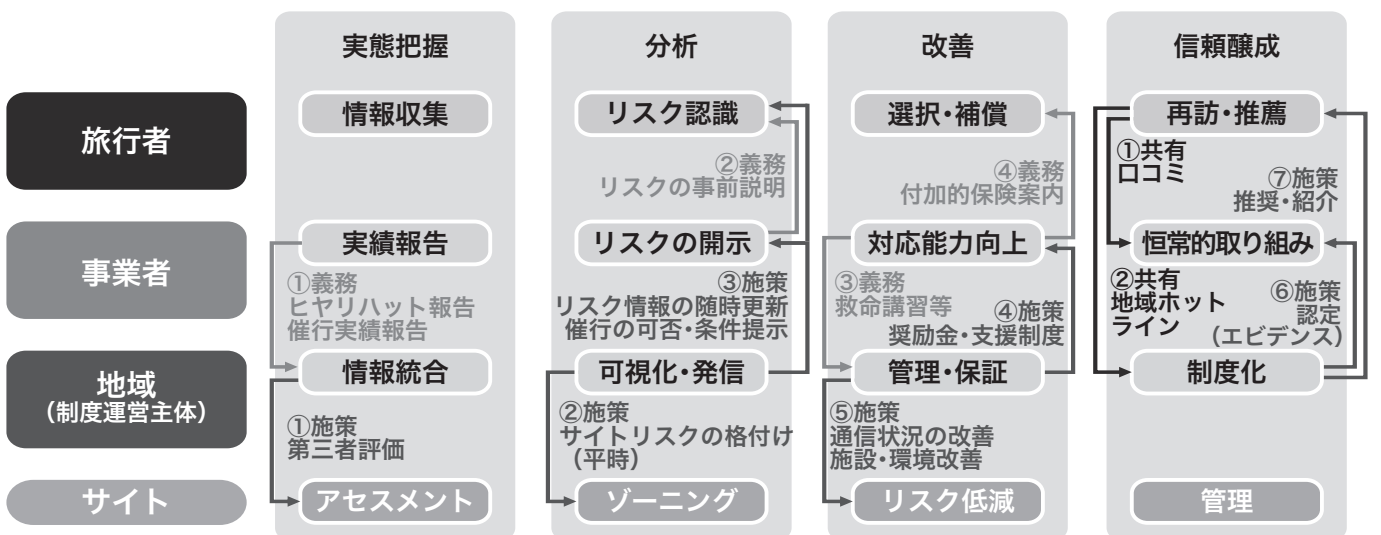 実態把握
分析
改善
信頼醸成
旅行者
情報収集
リスク認識
選択・補償
再訪・推薦
②義務
リスクの事前説明
④義務
付加的保険案内
①共有
口コミ
⑦施策
推奨・紹介
事業者
実績報告
リスクの開示
対応能力向上
恒常的取り組み
①義務
ヒヤリハット報告
催行実績報告
③施策
リスク情報の随時更新
催行の可否・条件提示
③義務
救命講習等
④施策
奨励金・支援制度
②共有
地域ホット
ライン
⑥施策
認定
(エビデンス)
地域
(制度運営主体)
情報統合
可視化・発信
管理・保証
制度化
①施策
第三者評価
②施策
サイトリスクの格付け
(平時)
⑤施策
通信状況の改善
施設・環境改善
サイト
アセスメント
ゾーニング
リスク低減
管理